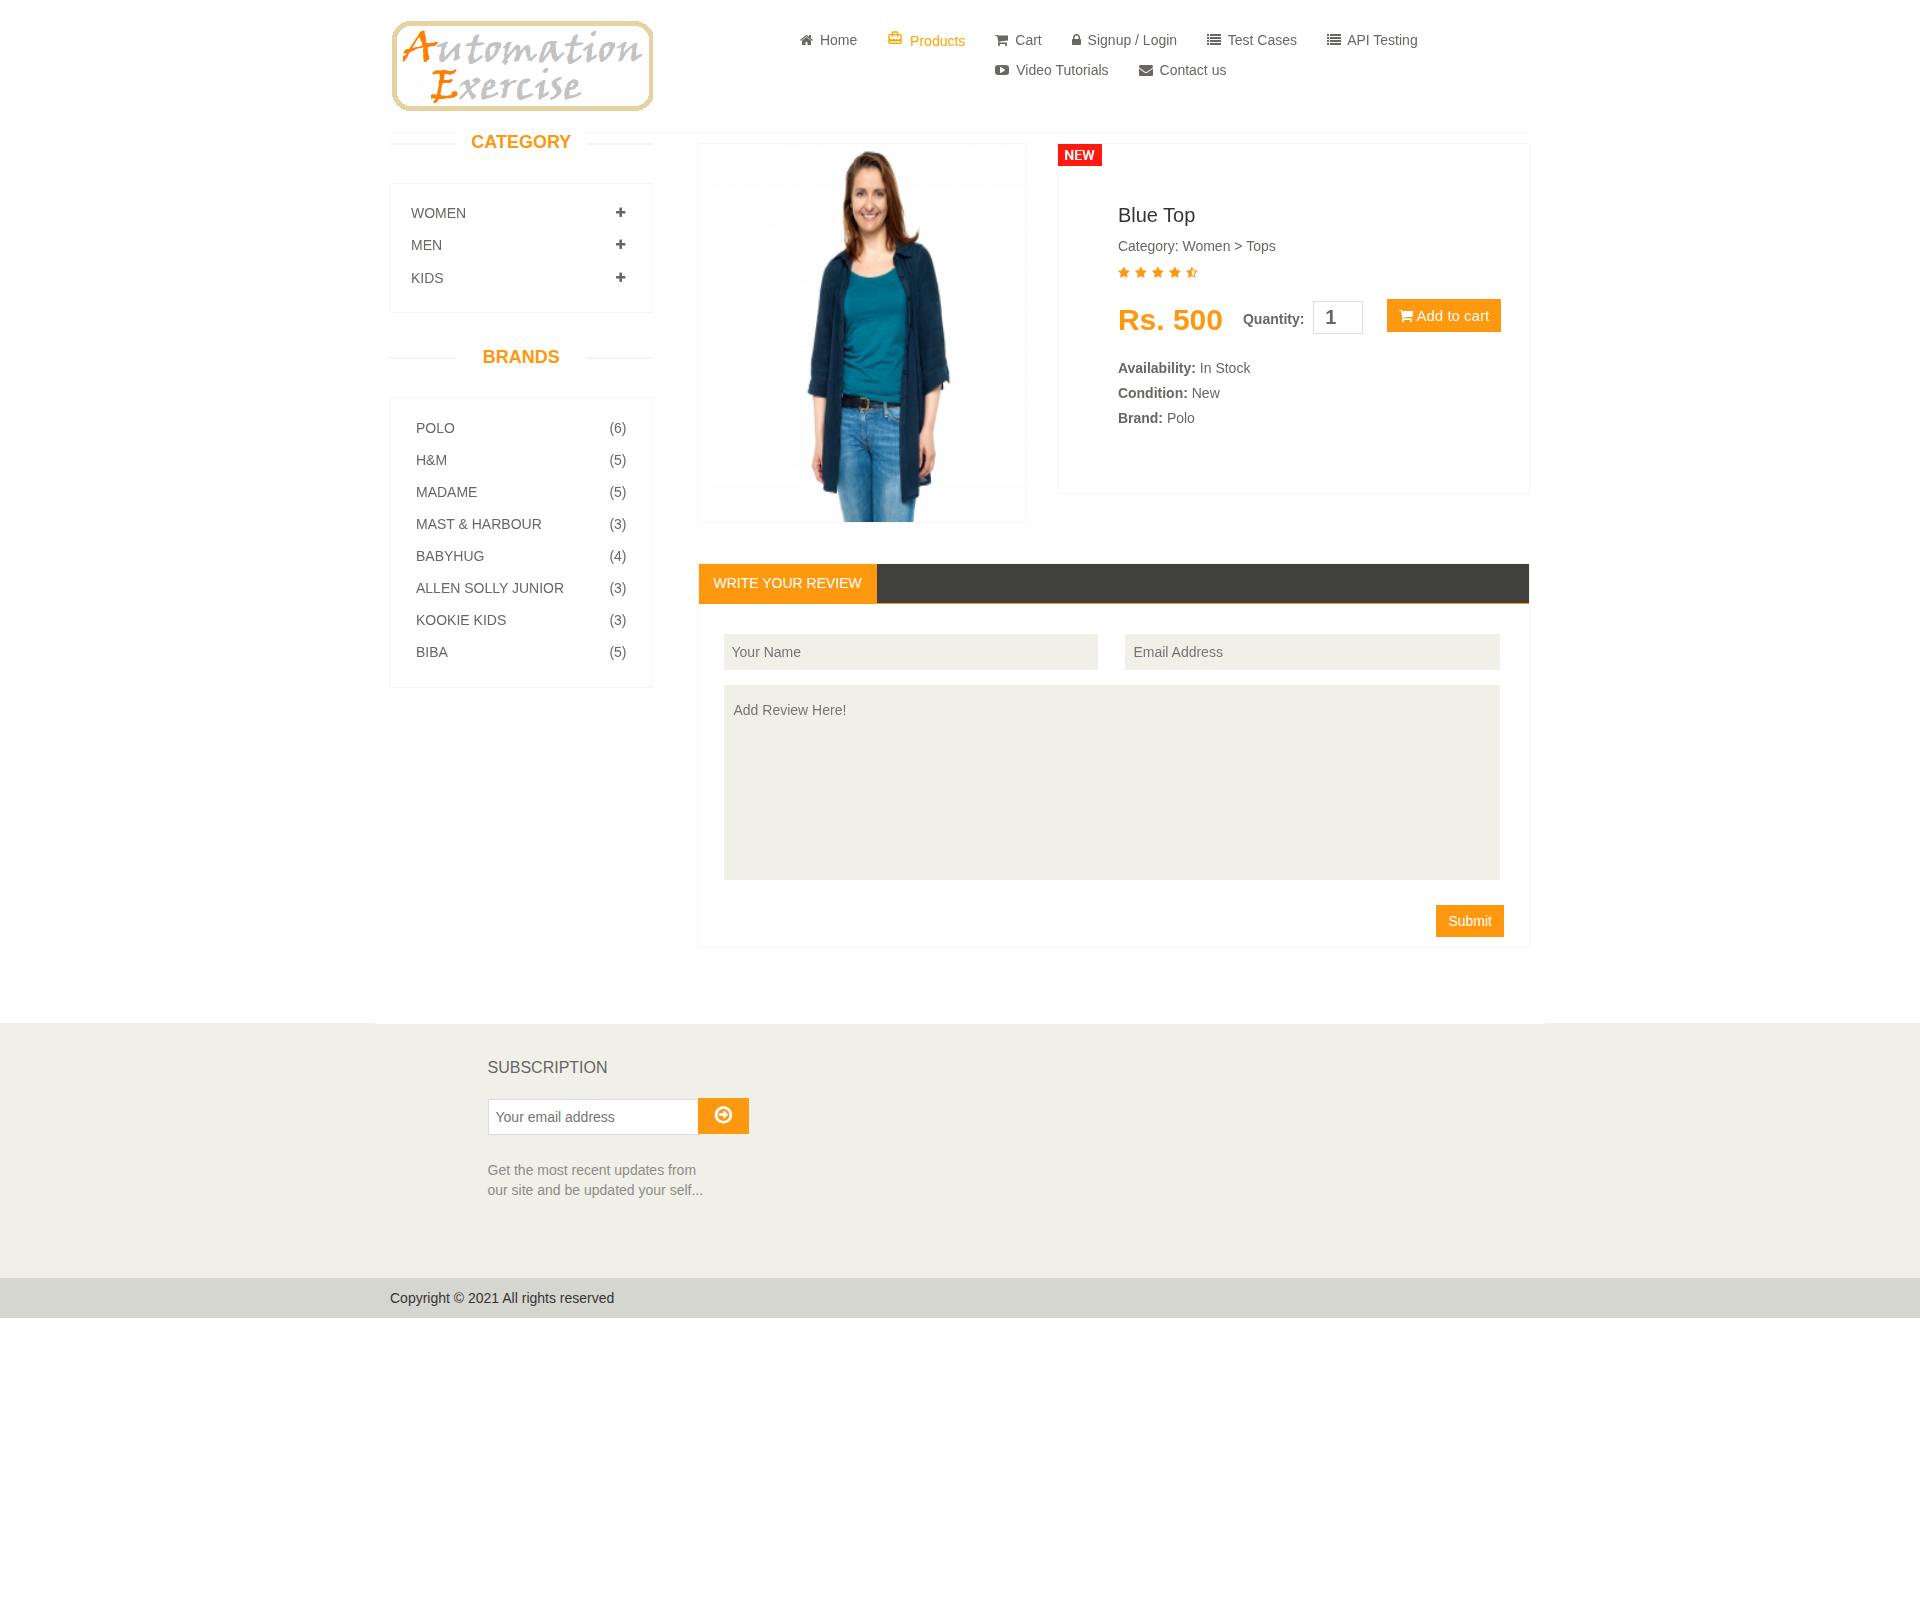 Automation
Exercise
Home
Products
Cart
Signup / Login
Test Cases
API Testing
Video Tutorials
Contact us
CATEGORY
WOMEN
MEN
KIDS
BRANDS
POLO (6)
H&M (5)
MADAME (5)
MAST & HARBOUR (3)
BABYHUG (4)
ALLEN SOLLY JUNIOR (3)
KOOKIE KIDS (3)
BIBA (5)
NEW
Blue Top
Category: Women > Tops
Rs. 500 Quantity: 1 Add to cart
Availability: In Stock
Condition: New
Brand: Polo
WRITE YOUR REVIEW
Your Name
Email Address
Add Review Here!
Submit
SUBSCRIPTION
Your email address
Get the most recent updates from
our site and be updated your self...
Copyright © 2021 All rights reserved